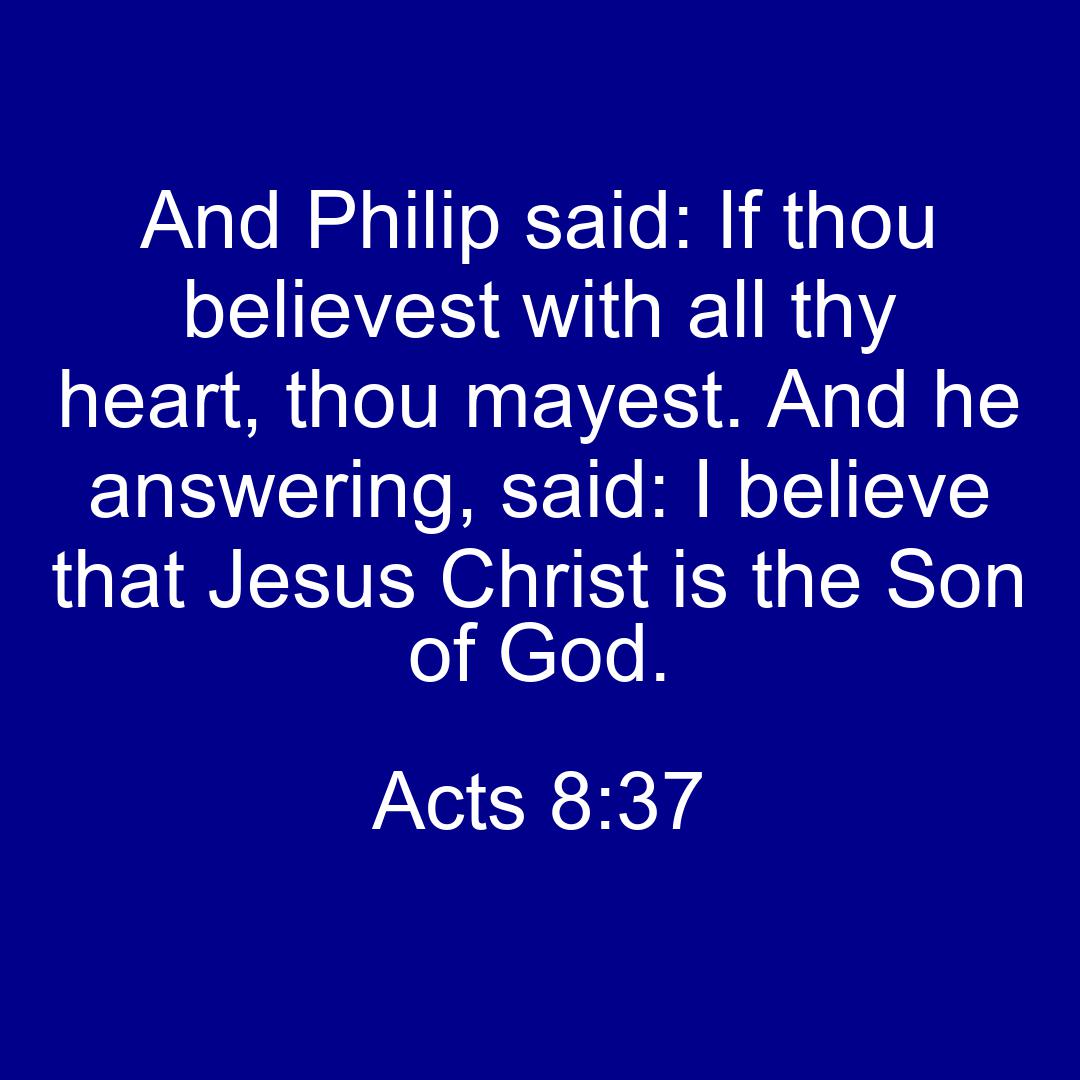 And Philip said: If thou
believest with all thy
heart, thou mayest. And he
answering, said: I believe
that Jesus Christ is the Son
of God.
Acts 8:37